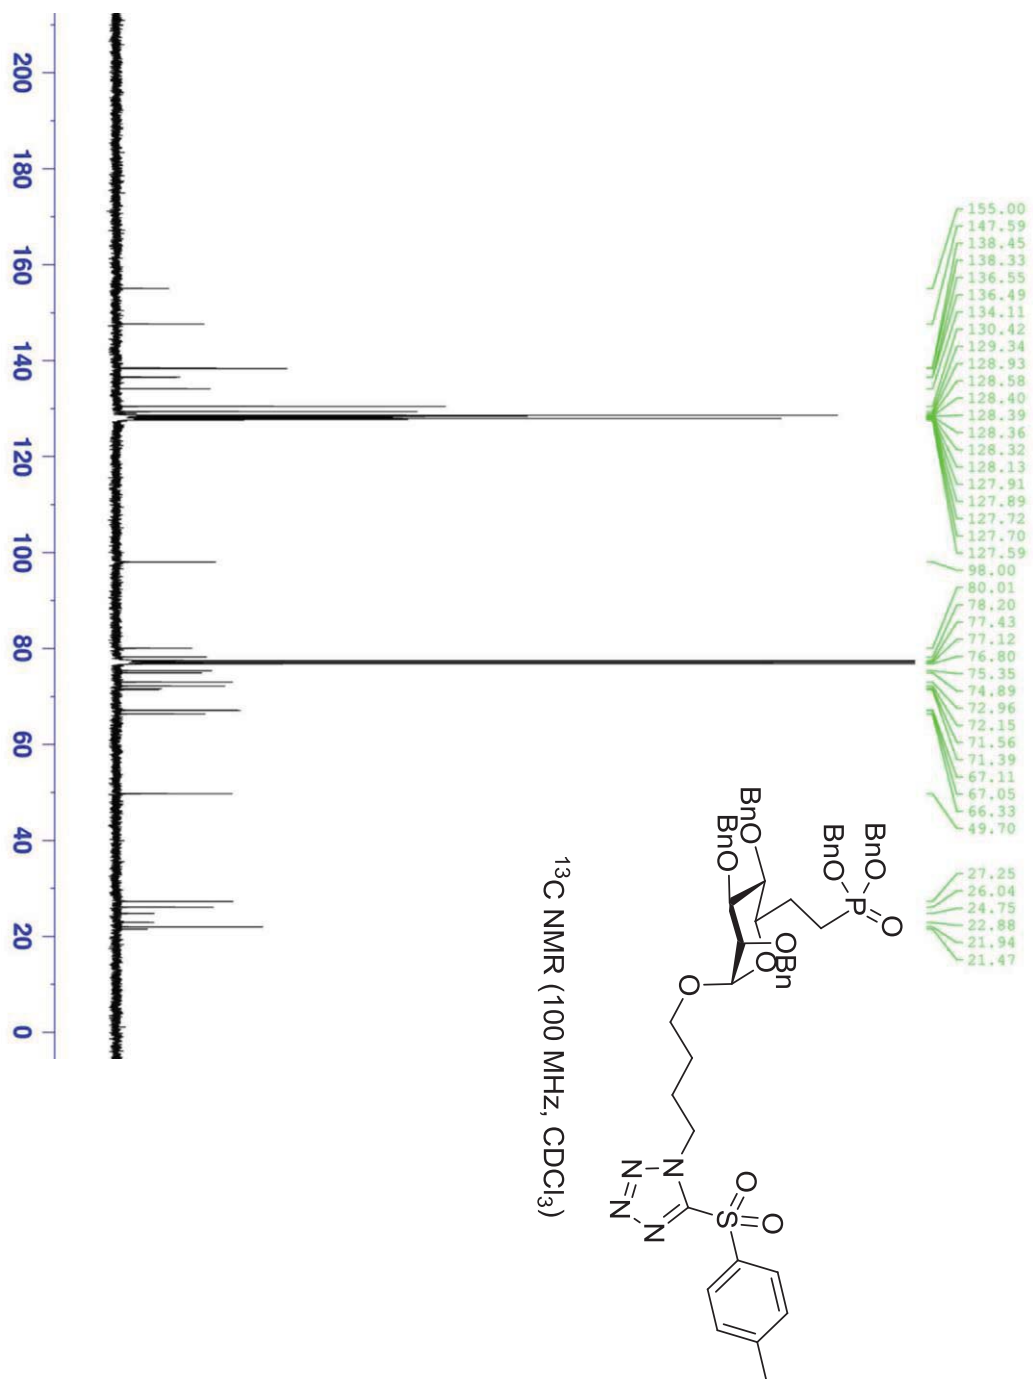 155.00
147.59
138.45
138.33
136.55
136.49
134.11
130.42
129.34
128.93
128.58
128.40
128.39
128.36
128.32
128.13
127.91
127.89
127.72
127.70
127.59
98.00
80.01
78.20
77.43
77.12
76.80
75.35
74.89
72.96
72.15
71.56
71.39
67.11
67.05
66.33
49.70
27.25
26.04
24.75
22.88
21.94
21.47
BnO
BnO
P
O
BnO
BnO
OBn
O
O
N
N
N
N
S
O
O
¹³C NMR (100 MHz, CDCl₃)
200 180 160 140 120 100 80 60 40 20 0